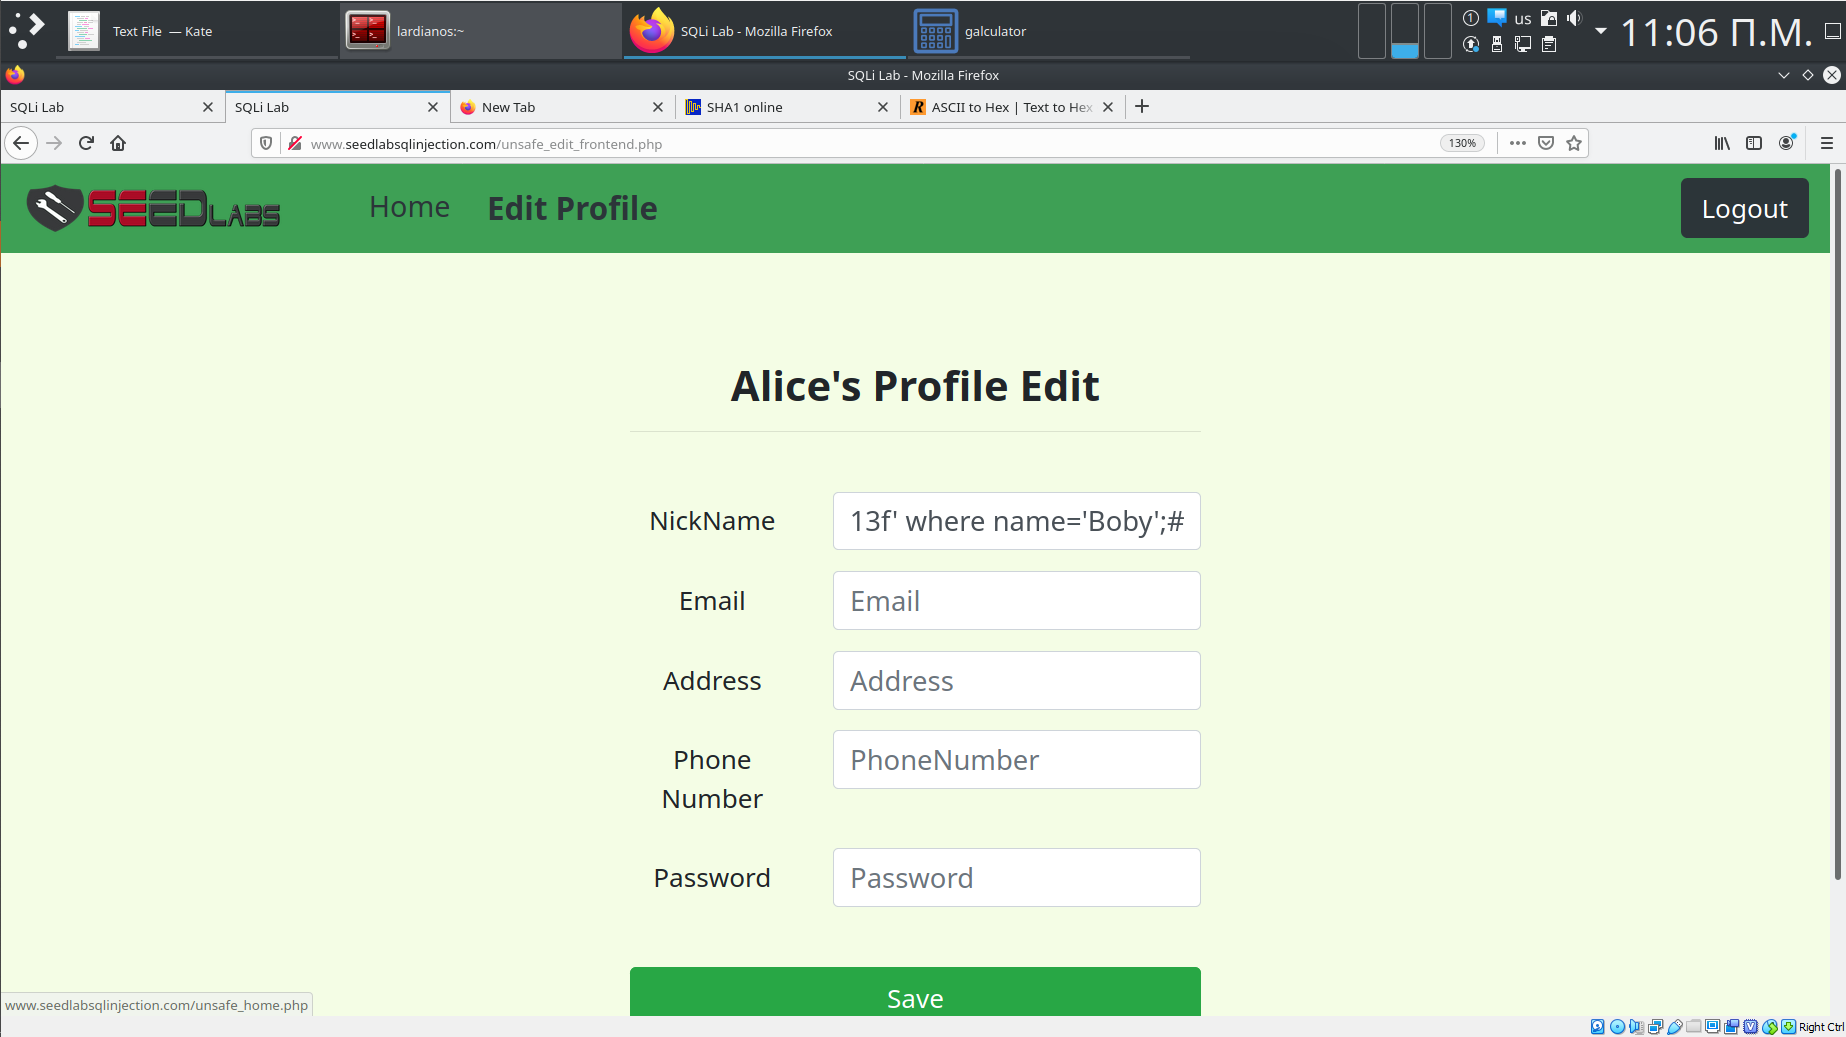 Text File — Kate
lardianos:~
SQLi Lab - Mozilla Firefox
galculator
1
us
11:06 Π.Μ.
SQLi Lab - Mozilla Firefox
SQLi Lab
SQLi Lab
New Tab
SHA1 online
R ASCII to Hex | Text to Hex
www.seedlabsqlinjection.com/unsafe_edit_frontend.php
130%
SEEDLABS
Home
Edit Profile
Logout
Alice's Profile Edit
NickName
13f' where name='Boby';#
Email
Email
Address
Address
Phone
Number
PhoneNumber
Password
Password
Save
www.seedlabsqlinjection.com/unsafe_home.php
Right Ctrl